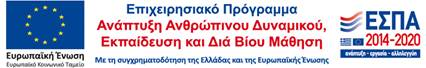 Επιχειρησιακό Πρόγραμμα
Ανάπτυξη Ανθρώπινου Δυναμικού,
Εκπαίδευση και Διά Βίου Μάθηση
Με τη συγχρηματοδότηση της Ελλάδας και της Ευρωπαϊκής Ένωσης
Ευρωπαϊκή Ένωση
Ευρωπαϊκό Κοινωνικό Ταμείο
ΕΣΠΑ
2014-2020
ανάπτυξη - εργασία - αλληλεγγύη